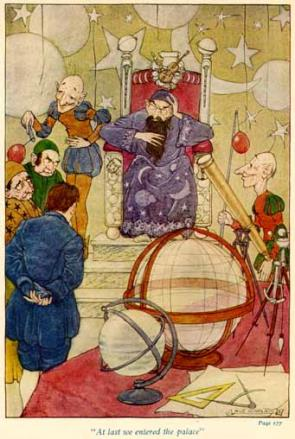 Page 177
"At last we entered the palace"